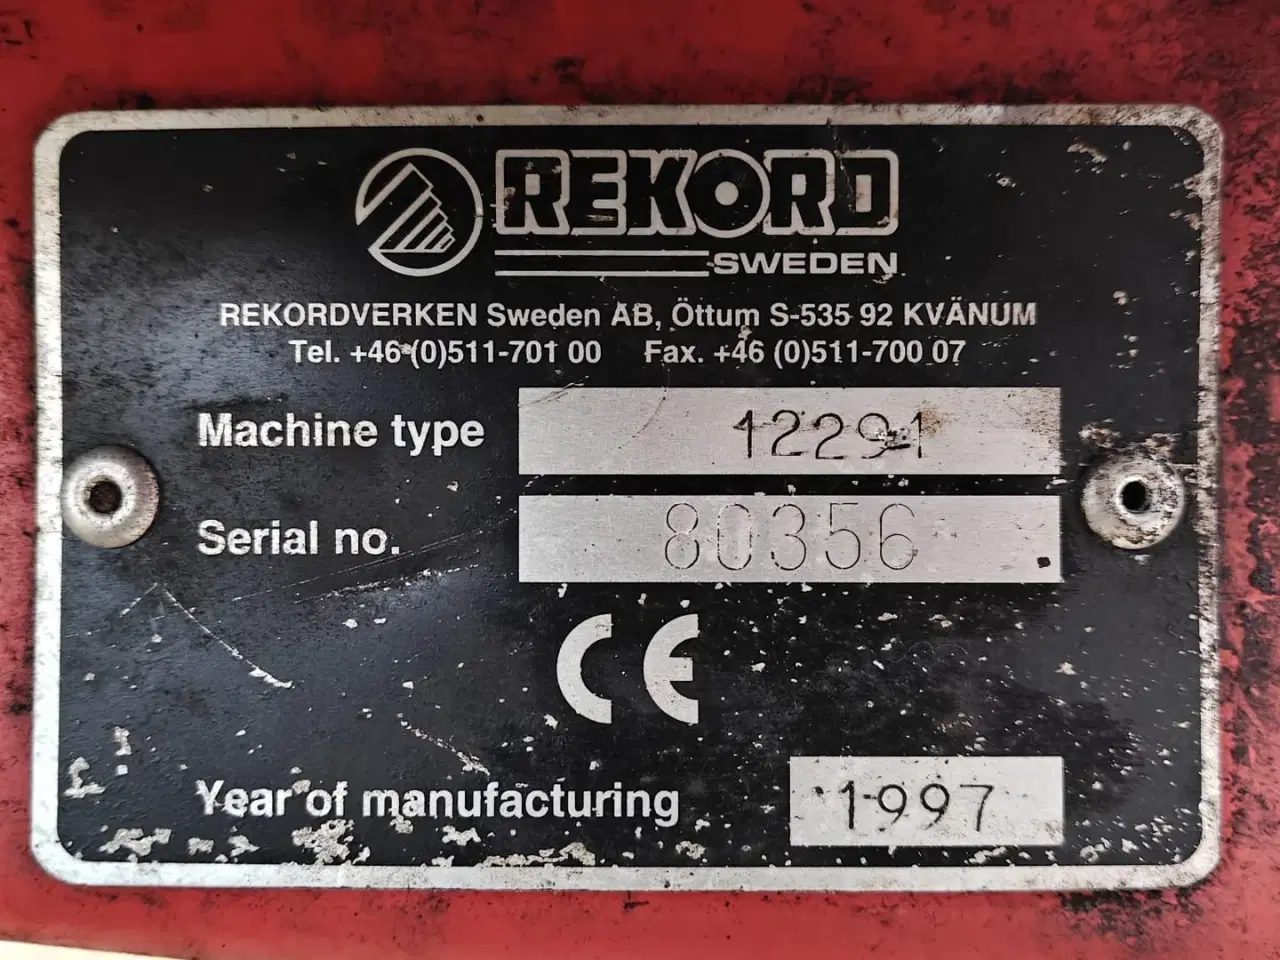 REKORD
SWEDEN
REKORDVERKEN Sweden AB, Öttum S-535 92 KVÄNUM
Tel. +46 (0)511-701 00 Fax. +46 (0)511-700 07
Machine type 12291
Serial no. 80356
CE
Year of manufacturing 1997